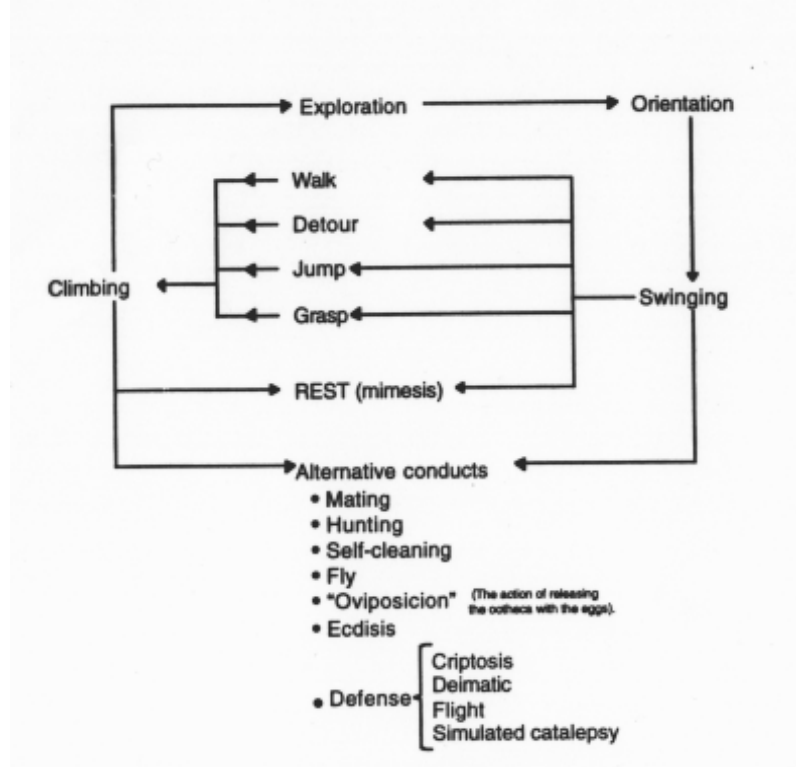 Exploration
Orientation
Walk
Detour
Jump
Climbing
Swinging
Grasp
REST (mimesis)
Alternative conducts
• Mating
• Hunting
• Self-cleaning
• Fly
• "Oviposicion" (The action of releasing
the ootheca with the eggs).
• Ecdisis
• Defense
Criptosis
Deimatic
Flight
Simulated catalepsy